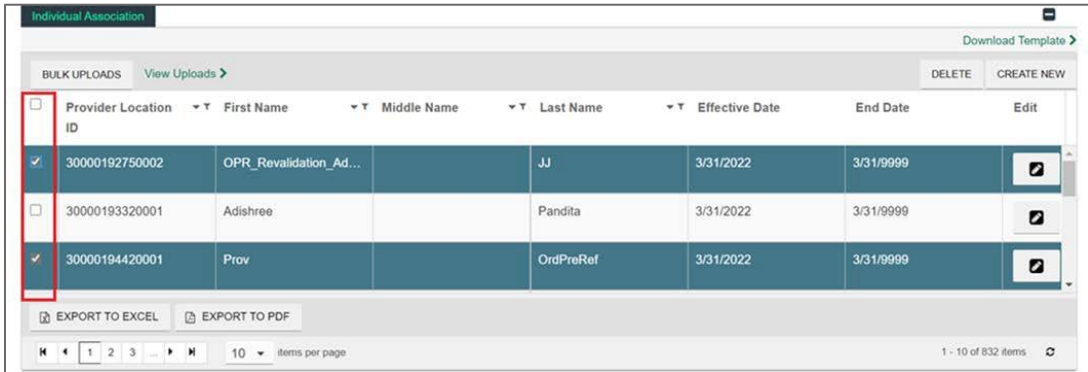 Individual Association
Download Template
BULK UPLOADS View Uploads DELETE CREATE NEW
Provider Location ID First Name Middle Name Last Name Effective Date End Date Edit
30000192750002 OPR_Revalidation_Ad... JJ 3/31/2022 3/31/9999
30000193320001 Adishree Pandita 3/31/2022 3/31/9999
30000194420001 Prov OrdPreRef 3/31/2022 3/31/9999
EXPORT TO EXCEL EXPORT TO PDF
1 2 3 ... 10 items per page 1 - 10 of 832 items